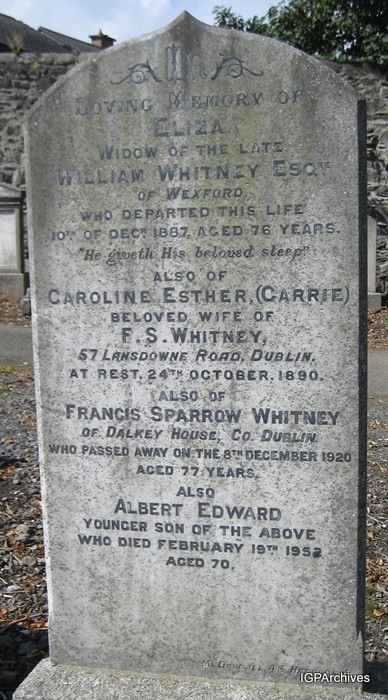 IN
LOVING MEMORY OF
ELIZA
WIDOW OF THE LATE
WILLIAM WHITNEY ESQRE
OF WEXFORD,
WHO DEPARTED THIS LIFE
10TH OF DECR 1887, AGED 76 YEARS.
"He giveth His beloved sleep"
ALSO OF
CAROLINE ESTHER, (CARRIE)
BELOVED WIFE OF
F. S. WHITNEY,
57 LANSDOWNE ROAD, DUBLIN.
AT REST, 24TH OCTOBER, 1890.
ALSO OF
FRANCIS SPARROW WHITNEY
OF DALKEY HOUSE, CO. DUBLIN.
WHO PASSED AWAY ON THE 8TH DECEMBER 1920
AGED 77 YEARS.
ALSO
ALBERT EDWARD
YOUNGER SON OF THE ABOVE
WHO DIED FEBRUARY 19TH 1952
AGED 70.
IGPArchives